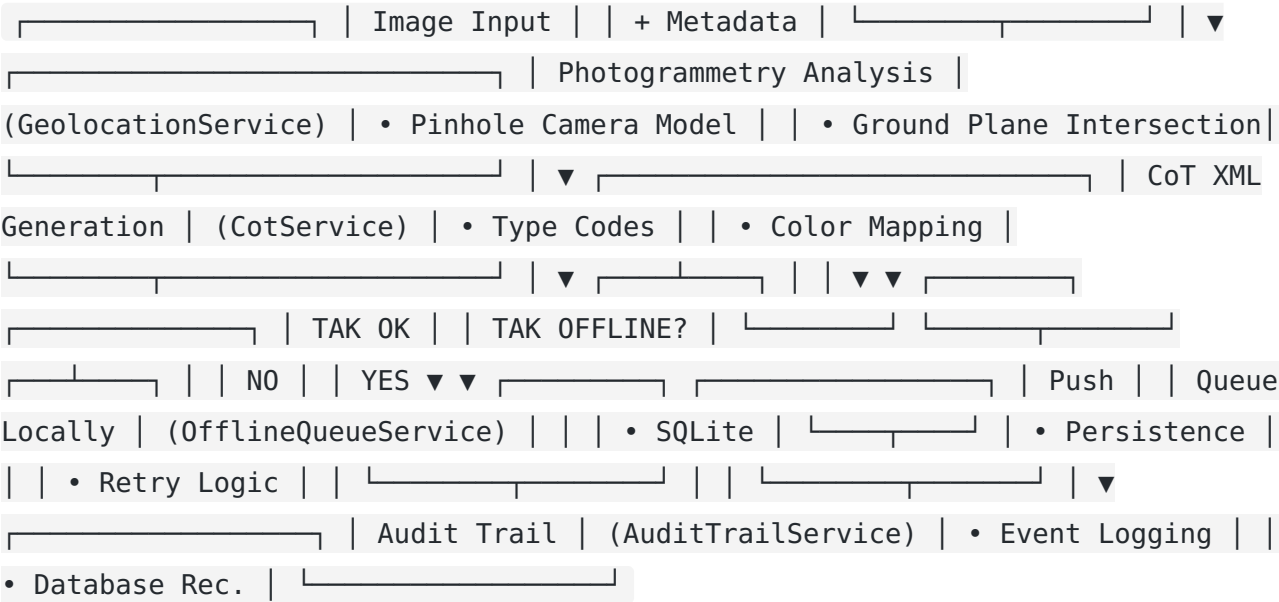 ┌─────────────────┐ │ Image Input │ │ + Metadata │ └────────┬────────┘ │ ▼
┌─────────────────────────────┐ │ Photogrammetry Analysis │
(GeolocationService) │ • Pinhole Camera Model │ │ • Ground Plane Intersection│
└────────┬────────────────────┘ │ ▼ ┌─────────────────────────────┐ │ CoT XML
Generation │ (CotService) │ • Type Codes │ │ • Color Mapping │
└────────┬────────────────────┘ │ ▼ ┌────┴────┐ │ │ ▼ ▼ ┌────────┐
┌──────────────┐ │ TAK OK │ │ TAK OFFLINE? │ └────────┘ └──────┬───────┘
┌───┴────┐ │ │ NO │ │ YES ▼ ▼ ┌─────────┐ ┌─────────────────┐ │ Push │ │ Queue
Locally │ (OfflineQueueService) │ │ │ • SQLite │ └────┬────┘ │ • Persistence │
│ │ • Retry Logic │ │ └────────┬────────┘ │ │ └────────┬───────┘ │ ▼
┌──────────────────┐ │ Audit Trail │ (AuditTrailService) │ • Event Logging │ │
• Database Rec. │ └──────────────────┘